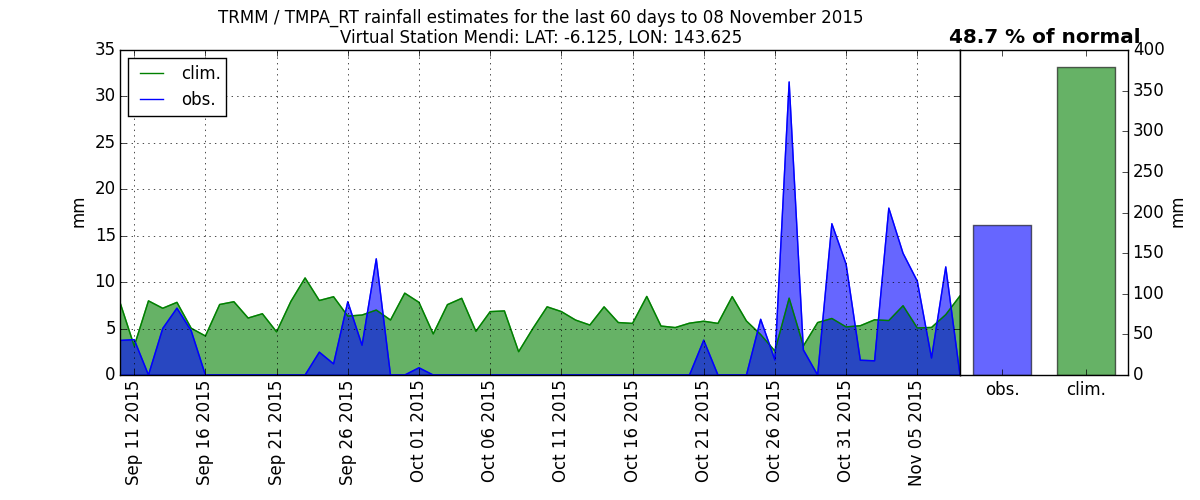 TRMM / TMPA_RT rainfall estimates for the last 60 days to 08 November 2015
Virtual Station Mendi: LAT: -6.125, LON: 143.625
48.7 % of normal
clim.
obs.
35
30
25
20
15
10
5
0
mm
Sep 11 2015
Sep 16 2015
Sep 21 2015
Sep 26 2015
Oct 01 2015
Oct 06 2015
Oct 11 2015
Oct 16 2015
Oct 21 2015
Oct 26 2015
Oct 31 2015
Nov 05 2015
obs.
clim.
400
350
300
250
200
150
100
50
0
mm